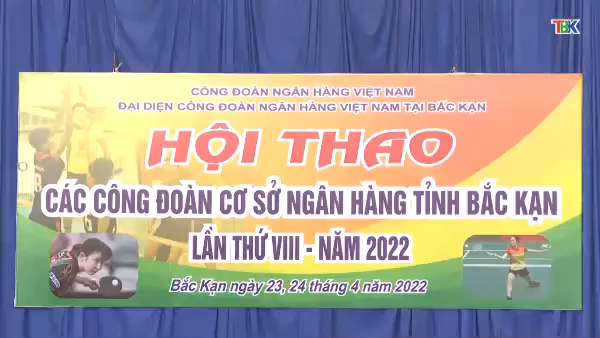 TBK
CÔNG ĐOÀN NGÂN HÀNG VIỆT NAM
ĐẠI DIỆN CÔNG ĐOÀN NGÂN HÀNG VIỆT NAM TẠI BẮC KẠN
HỘI THAO
CÁC CÔNG ĐOÀN CƠ SỞ NGÂN HÀNG TỈNH BẮC KẠN
LẦN THỨ VIII - NĂM 2022
Bắc Kạn ngày 23, 24 tháng 4 năm 2022